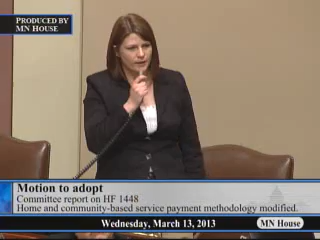 PRODUCED BY
MN HOUSE
Motion to adopt
Committee report on HF 1448
Home and community-based service payment methodology modified.
Wednesday, March 13, 2013
MN House